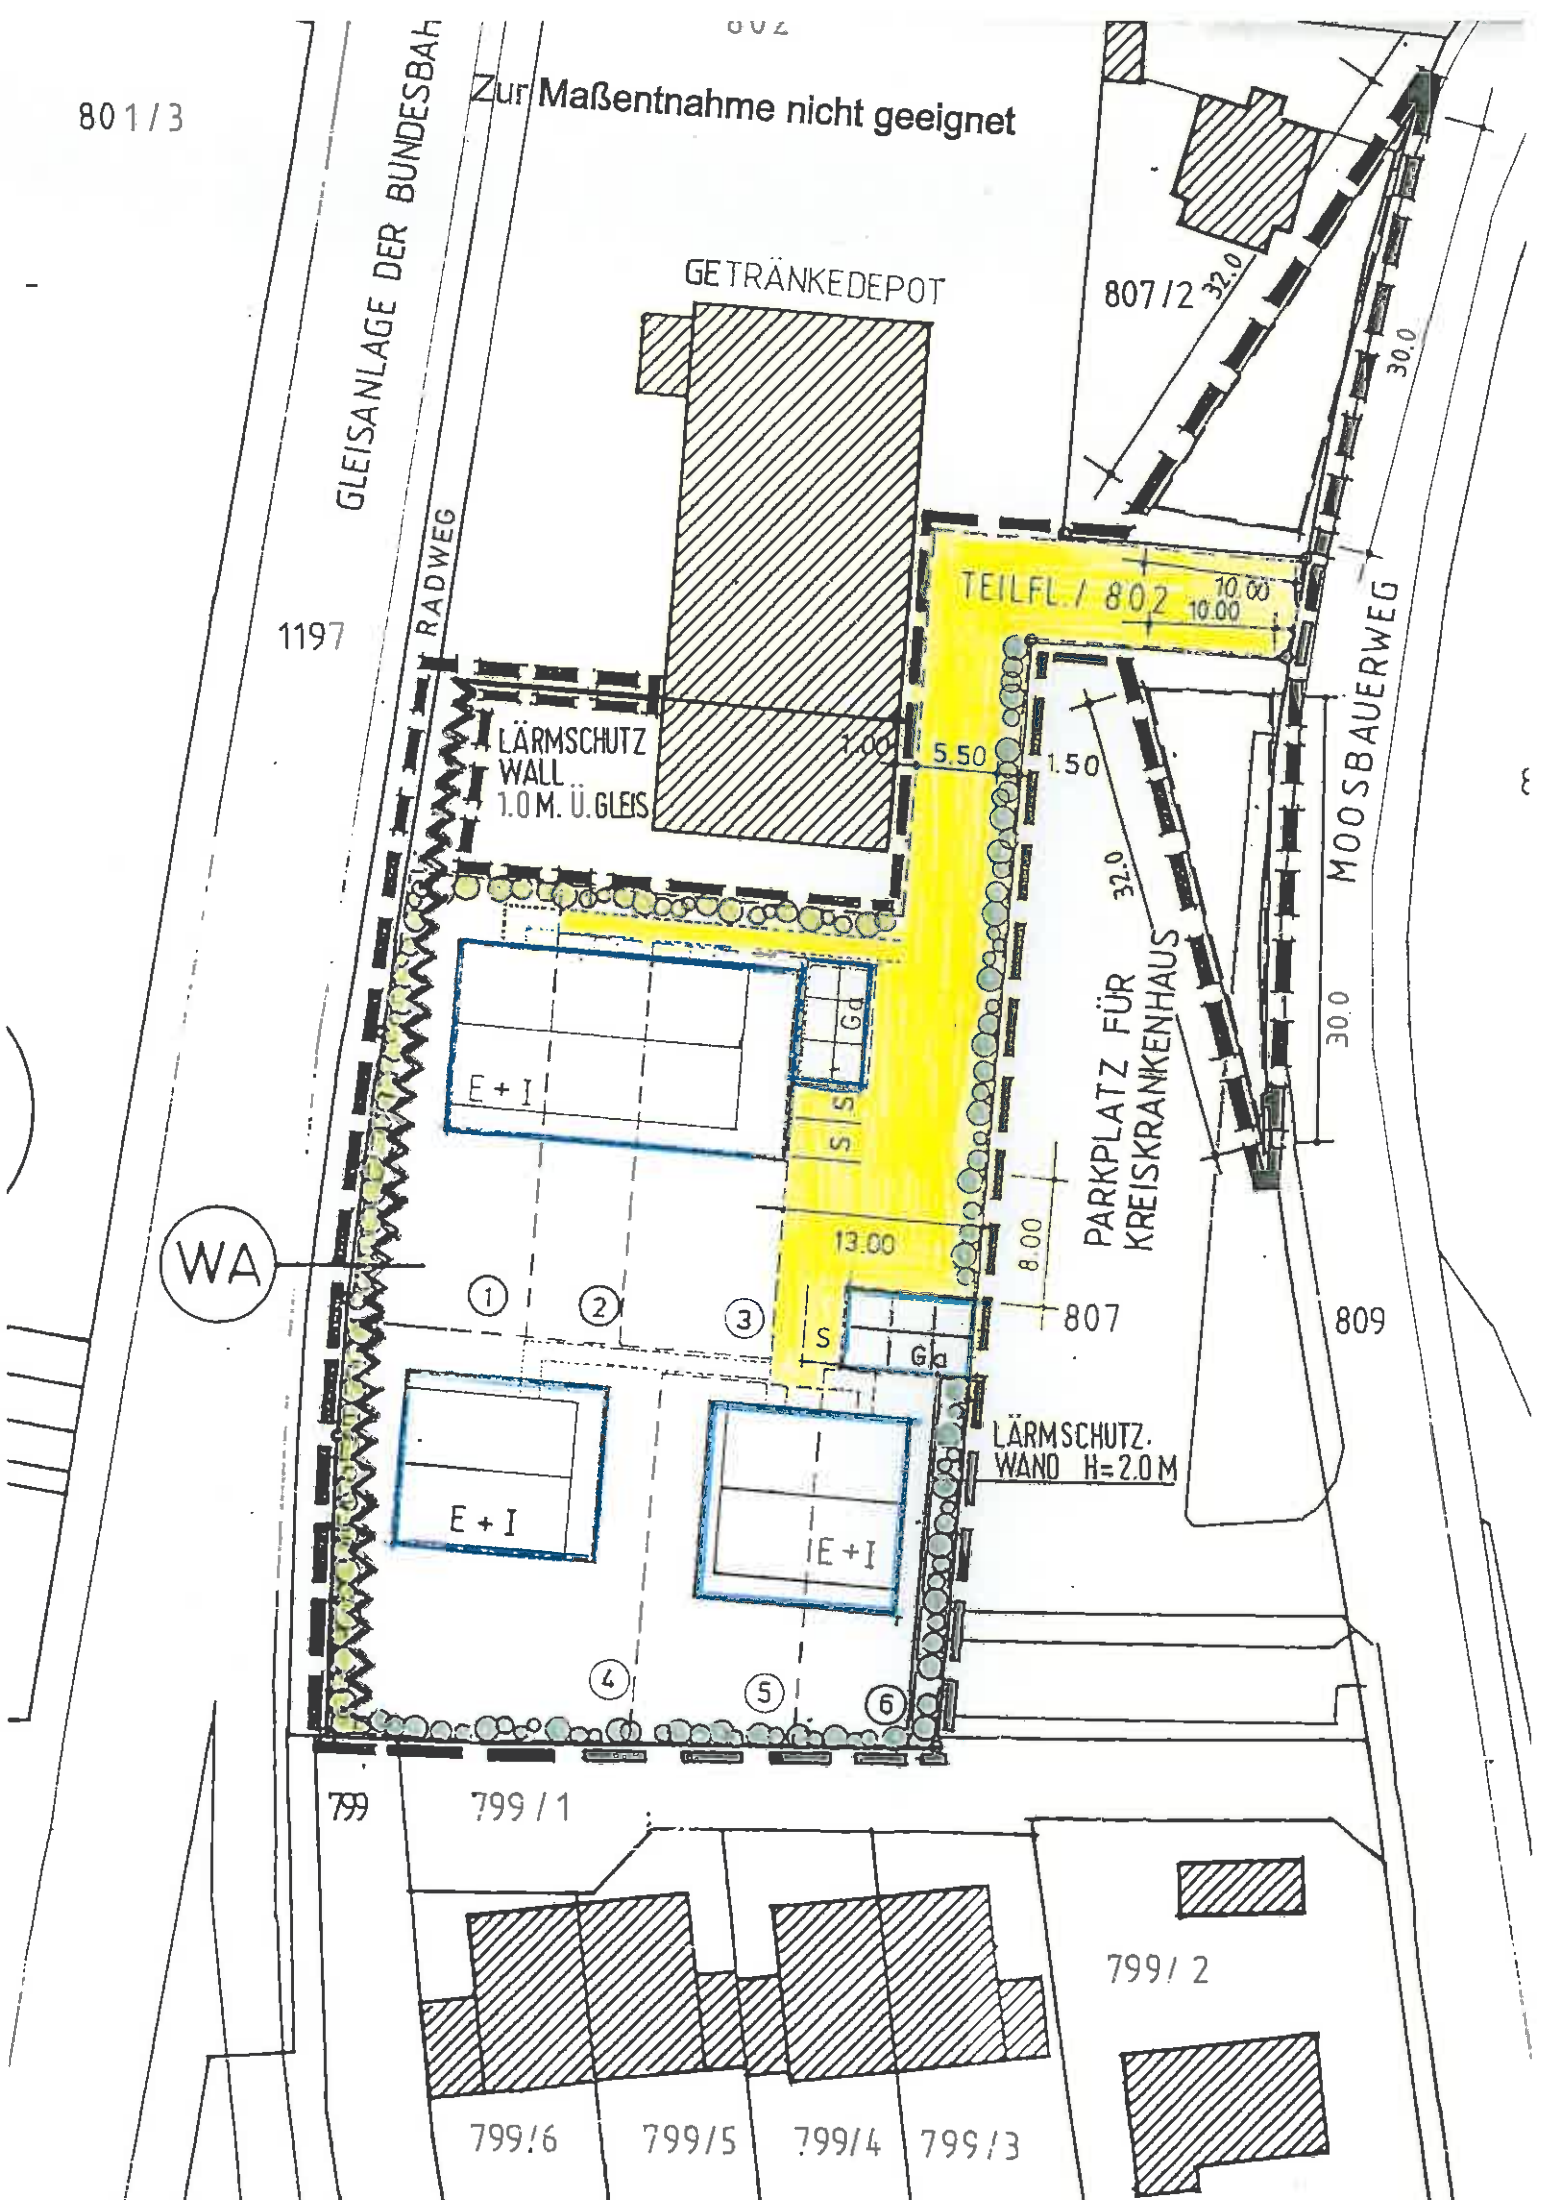 802
801/3
Zur Maßentnahme nicht geeignet
GLEISANLAGE DER BUNDESBAH
GETRÄNKEDEPOT
807/2
32.0
30.0
RADWEG
1197
TEILFL./ 802
10.00
10.00
MOOSBAUERWEG
LÄRMSCHUTZ
WALL
1.0 M. Ü. GLEIS
1.00
5.50
1.50
32.0
30.0
PARKPLATZ FÜR
KREISKRANKENHAUS
Ga
E + I
S
S
WA
13.00
8.00
1
2
3
S
Ga
807
809
LÄRMSCHUTZ.
WAND H=2.0 M
E + I
E + I
4
5
6
799
799/1
799/2
799/6
799/5
799/4
799/3